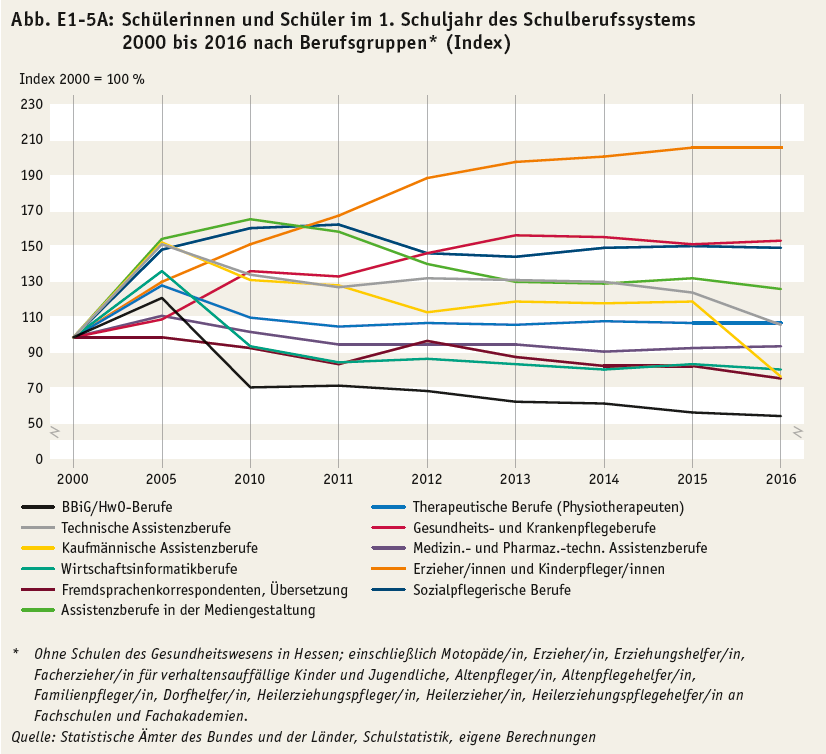 Abb. E1-5A: Schülerinnen und Schüler im 1. Schuljahr des Schulberufssystems
2000 bis 2016 nach Berufsgruppen* (Index)
Index 2000 = 100 %
230
210
190
170
150
130
110
90
70
50
0
2000 2005 2010 2011 2012 2013 2014 2015 2016
BBiG/HwO-Berufe
Technische Assistenzberufe
Kaufmännische Assistenzberufe
Wirtschaftsinformatikberufe
Fremdsprachenkorrespondenten, Übersetzung
Assistenzberufe in der Mediengestaltung
Therapeutische Berufe (Physiotherapeuten)
Gesundheits- und Krankenpflegeberufe
Medizin.- und Pharmaz.-techn. Assistenzberufe
Erzieher/innen und Kinderpfleger/innen
Sozialpflegerische Berufe
* Ohne Schulen des Gesundheitswesens in Hessen; einschließlich Motopäde/in, Erzieher/in, Erziehungshelfer/in,
Facherzieher/in für verhaltensauffällige Kinder und Jugendliche, Altenpfleger/in, Altenpflegehelfer/in,
Familienpfleger/in, Dorfhelfer/in, Heilerziehungspfleger/in, Heilerzieher/in, Heilerziehungspflegehelfer/in an
Fachschulen und Fachakademien.
Quelle: Statistische Ämter des Bundes und der Länder, Schulstatistik, eigene Berechnungen